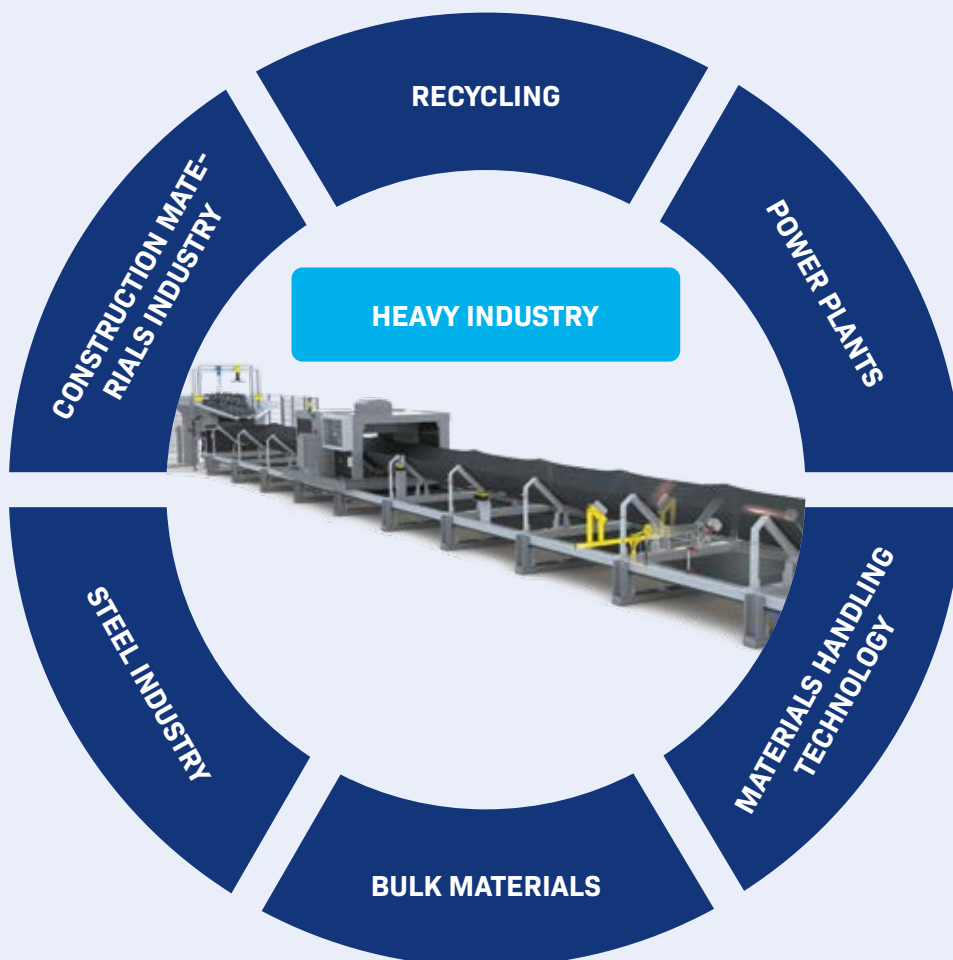 RECYCLING
POWER PLANTS
MATERIALS HANDLING
TECHNOLOGY
BULK MATERIALS
STEEL INDUSTRY
CONSTRUCTION MATE-
RIALS INDUSTRY
HEAVY INDUSTRY